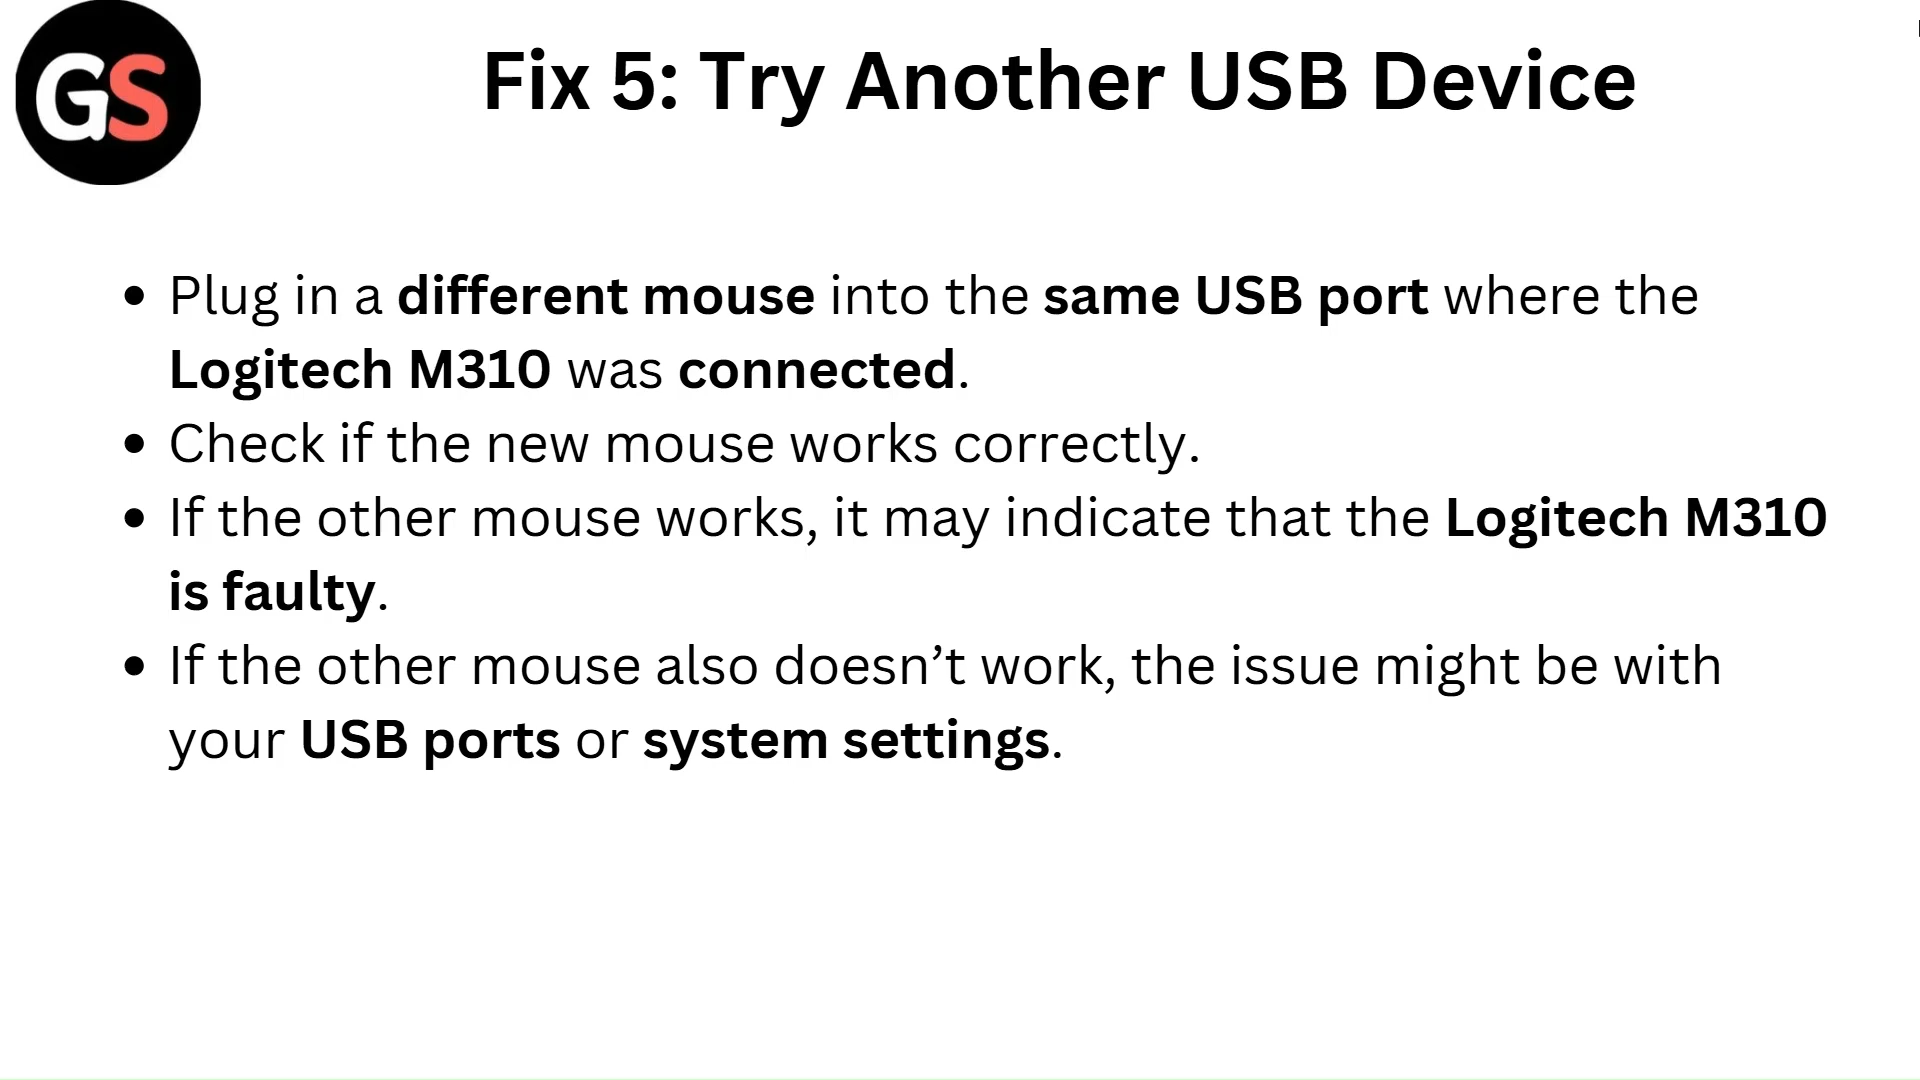 GS
Fix 5: Try Another USB Device
• Plug in a different mouse into the same USB port where the
Logitech M310 was connected.
• Check if the new mouse works correctly.
• If the other mouse works, it may indicate that the Logitech M310
is faulty.
• If the other mouse also doesn’t work, the issue might be with
your USB ports or system settings.